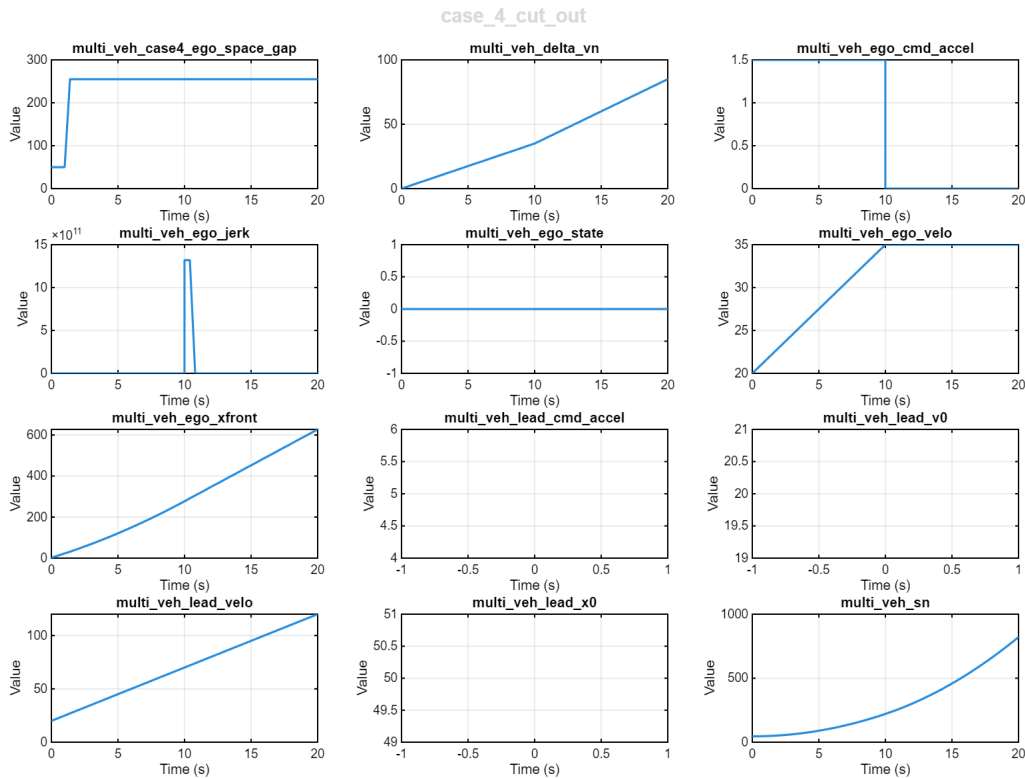 case_4_cut_out
multi_veh_case4_ego_space_gap
300
200
100
0
Value
0 5 10 15 20
Time (s)
multi_veh_delta_vn
100
50
0
Value
0 5 10 15 20
Time (s)
multi_veh_ego_cmd_accel
1.5
1
0.5
0
Value
0 5 10 15 20
Time (s)
×10¹¹
multi_veh_ego_jerk
15
10
5
0
Value
0 5 10 15 20
Time (s)
multi_veh_ego_state
1
0.5
0
-0.5
-1
Value
0 5 10 15 20
Time (s)
multi_veh_ego_velo
35
30
25
20
Value
0 5 10 15 20
Time (s)
multi_veh_ego_xfront
600
400
200
0
Value
0 5 10 15 20
Time (s)
multi_veh_lead_cmd_accel
6
5.5
5
4.5
4
Value
-1 -0.5 0 0.5 1
Time (s)
multi_veh_lead_v0
21
20.5
20
19.5
19
Value
-1 -0.5 0 0.5 1
Time (s)
multi_veh_lead_velo
100
50
0
Value
0 5 10 15 20
Time (s)
multi_veh_lead_x0
51
50.5
50
49.5
49
Value
-1 -0.5 0 0.5 1
Time (s)
multi_veh_sn
1000
500
0
Value
0 5 10 15 20
Time (s)